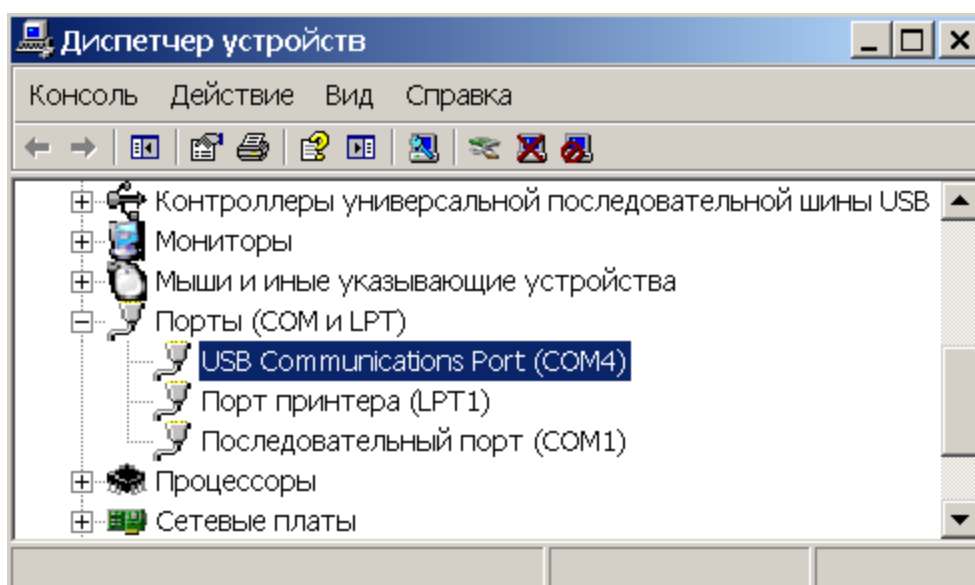 Диспетчер устройств
Консоль Действие Вид Справка
Контроллеры универсальной последовательной шины USB
Мониторы
Мыши и иные указывающие устройства
Порты (COM и LPT)
USB Communications Port (COM4)
Порт принтера (LPT1)
Последовательный порт (COM1)
Процессоры
Сетевые платы